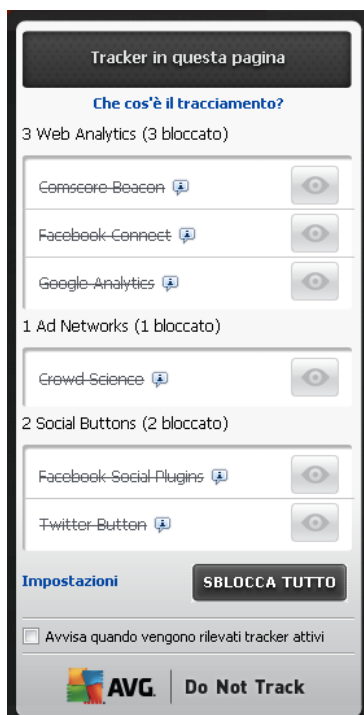 Tracker in questa pagina
Che cos'è il tracciamento?
3 Web Analytics (3 bloccato)
Comscore Beacon
Facebook Connect
Google Analytics
1 Ad Networks (1 bloccato)
Crowd Science
2 Social Buttons (2 bloccato)
Facebook Social Plugins
Twitter Button
Impostazioni SBLOCCA TUTTO
Avvisa quando vengono rilevati tracker attivi
AVG. Do Not Track